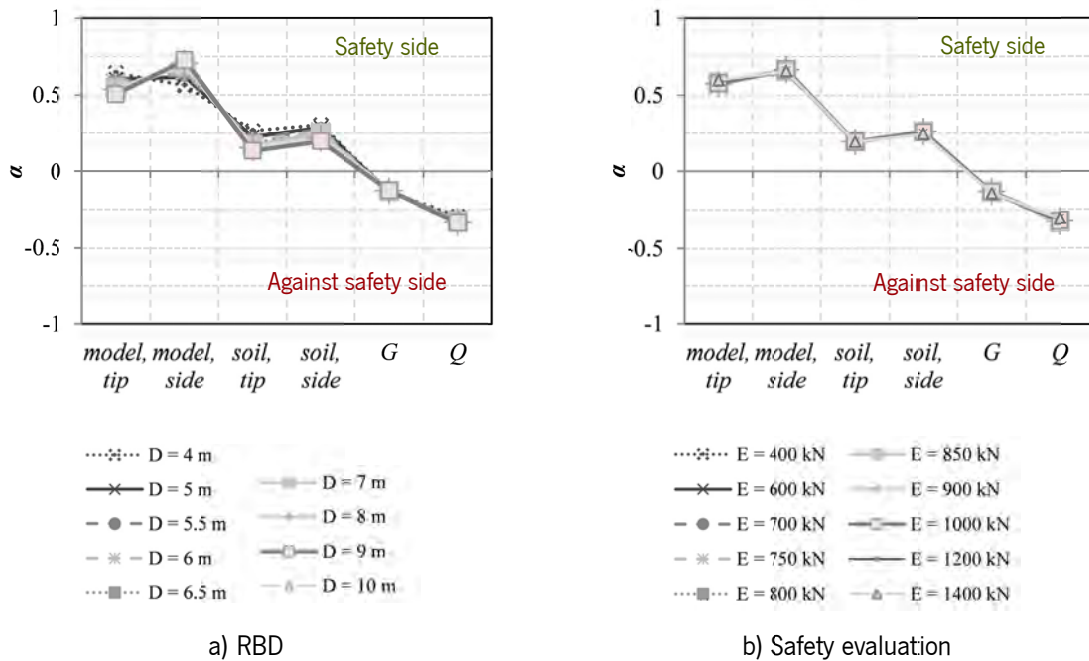 1
Safety side
0.5
0
α
-0.5
Against safety side
-1
model, model, soil, soil, G Q
tip side tip side
D = 4 m
D = 5 m
D = 5.5 m
D = 6 m
D = 6.5 m
D = 7 m
D = 8 m
D = 9 m
D = 10 m
a) RBD
1
Safety side
0.5
0
α
-0.5
Against safety side
-1
model, model, soil, soil, G Q
tip side tip side
E = 400 kN
E = 600 kN
E = 700 kN
E = 750 kN
E = 800 kN
E = 850 kN
E = 900 kN
E = 1000 kN
E = 1200 kN
E = 1400 kN
b) Safety evaluation